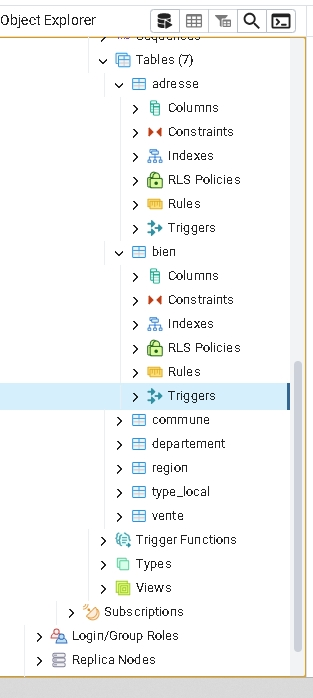 Object Explorer
Sequences
Tables (7)
adresse
Columns
Constraints
Indexes
RLS Policies
Rules
Triggers
bien
Columns
Constraints
Indexes
RLS Policies
Rules
Triggers
commune
departement
region
type_local
vente
Trigger Functions
Types
Views
Subscriptions
Login/Group Roles
Replica Nodes